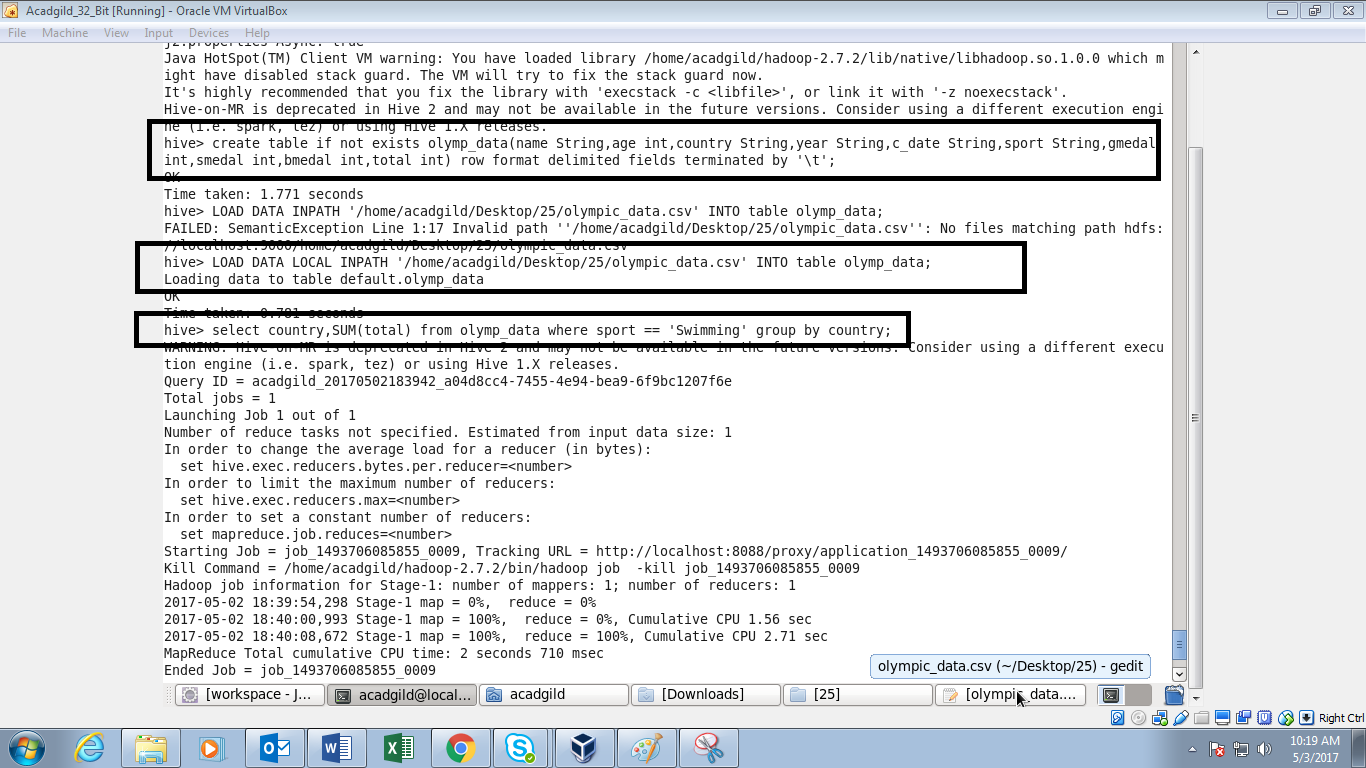 Acadgild_32_Bit [Running] - Oracle VM VirtualBox
File Machine View Input Devices Help
j2.properties Async: true
Java HotSpot(TM) Client VM warning: You have loaded library /home/acadgild/hadoop-2.7.2/lib/native/libhadoop.so.1.0.0 which m
ight have disabled stack guard. The VM will try to fix the stack guard now.
It's highly recommended that you fix the library with 'execstack -c <libfile>', or link it with '-z noexecstack'.
Hive-on-MR is deprecated in Hive 2 and may not be available in the future versions. Consider using a different execution engi
ne (i.e. spark, tez) or using Hive 1.X releases.
hive> create table if not exists olymp_data(name String,age int,country String,year String,c_date String,sport String,gmedal
int,smedal int,bmedal int,total int) row format delimited fields terminated by '\t';
OK
Time taken: 1.771 seconds
hive> LOAD DATA INPATH '/home/acadgild/Desktop/25/olympic_data.csv' INTO table olymp_data;
FAILED: SemanticException Line 1:17 Invalid path ''/home/acadgild/Desktop/25/olympic_data.csv'': No files matching path hdfs:
//localhost:9000/home/acadgild/Desktop/25/olympic_data.csv
hive> LOAD DATA LOCAL INPATH '/home/acadgild/Desktop/25/olympic_data.csv' INTO table olymp_data;
Loading data to table default.olymp_data
OK
Time taken: 0.781 seconds
hive> select country,SUM(total) from olymp_data where sport == 'Swimming' group by country;
WARNING: Hive-on-MR is deprecated in Hive 2 and may not be available in the future versions. Consider using a different execu
tion engine (i.e. spark, tez) or using Hive 1.X releases.
Query ID = acadgild_20170502183942_a04d8cc4-7455-4e94-bea9-6f9bc1207f6e
Total jobs = 1
Launching Job 1 out of 1
Number of reduce tasks not specified. Estimated from input data size: 1
In order to change the average load for a reducer (in bytes):
set hive.exec.reducers.bytes.per.reducer=<number>
In order to limit the maximum number of reducers:
set hive.exec.reducers.max=<number>
In order to set a constant number of reducers:
set mapreduce.job.reduces=<number>
Starting Job = job_1493706085855_0009, Tracking URL = http://localhost:8088/proxy/application_1493706085855_0009/
Kill Command = /home/acadgild/hadoop-2.7.2/bin/hadoop job  -kill job_1493706085855_0009
Hadoop job information for Stage-1: number of mappers: 1; number of reducers: 1
2017-05-02 18:39:54,298 Stage-1 map = 0%,  reduce = 0%
2017-05-02 18:40:00,993 Stage-1 map = 100%,  reduce = 0%, Cumulative CPU 1.56 sec
2017-05-02 18:40:08,672 Stage-1 map = 100%,  reduce = 100%, Cumulative CPU 2.71 sec
MapReduce Total cumulative CPU time: 2 seconds 710 msec
Ended Job = job_1493706085855_0009
olympic_data.csv (~/Desktop/25) - gedit
[workspace - J... acadgild@local... acadgild [Downloads] [25] [olympic_data....
Right Ctrl
10:19 AM
5/3/2017